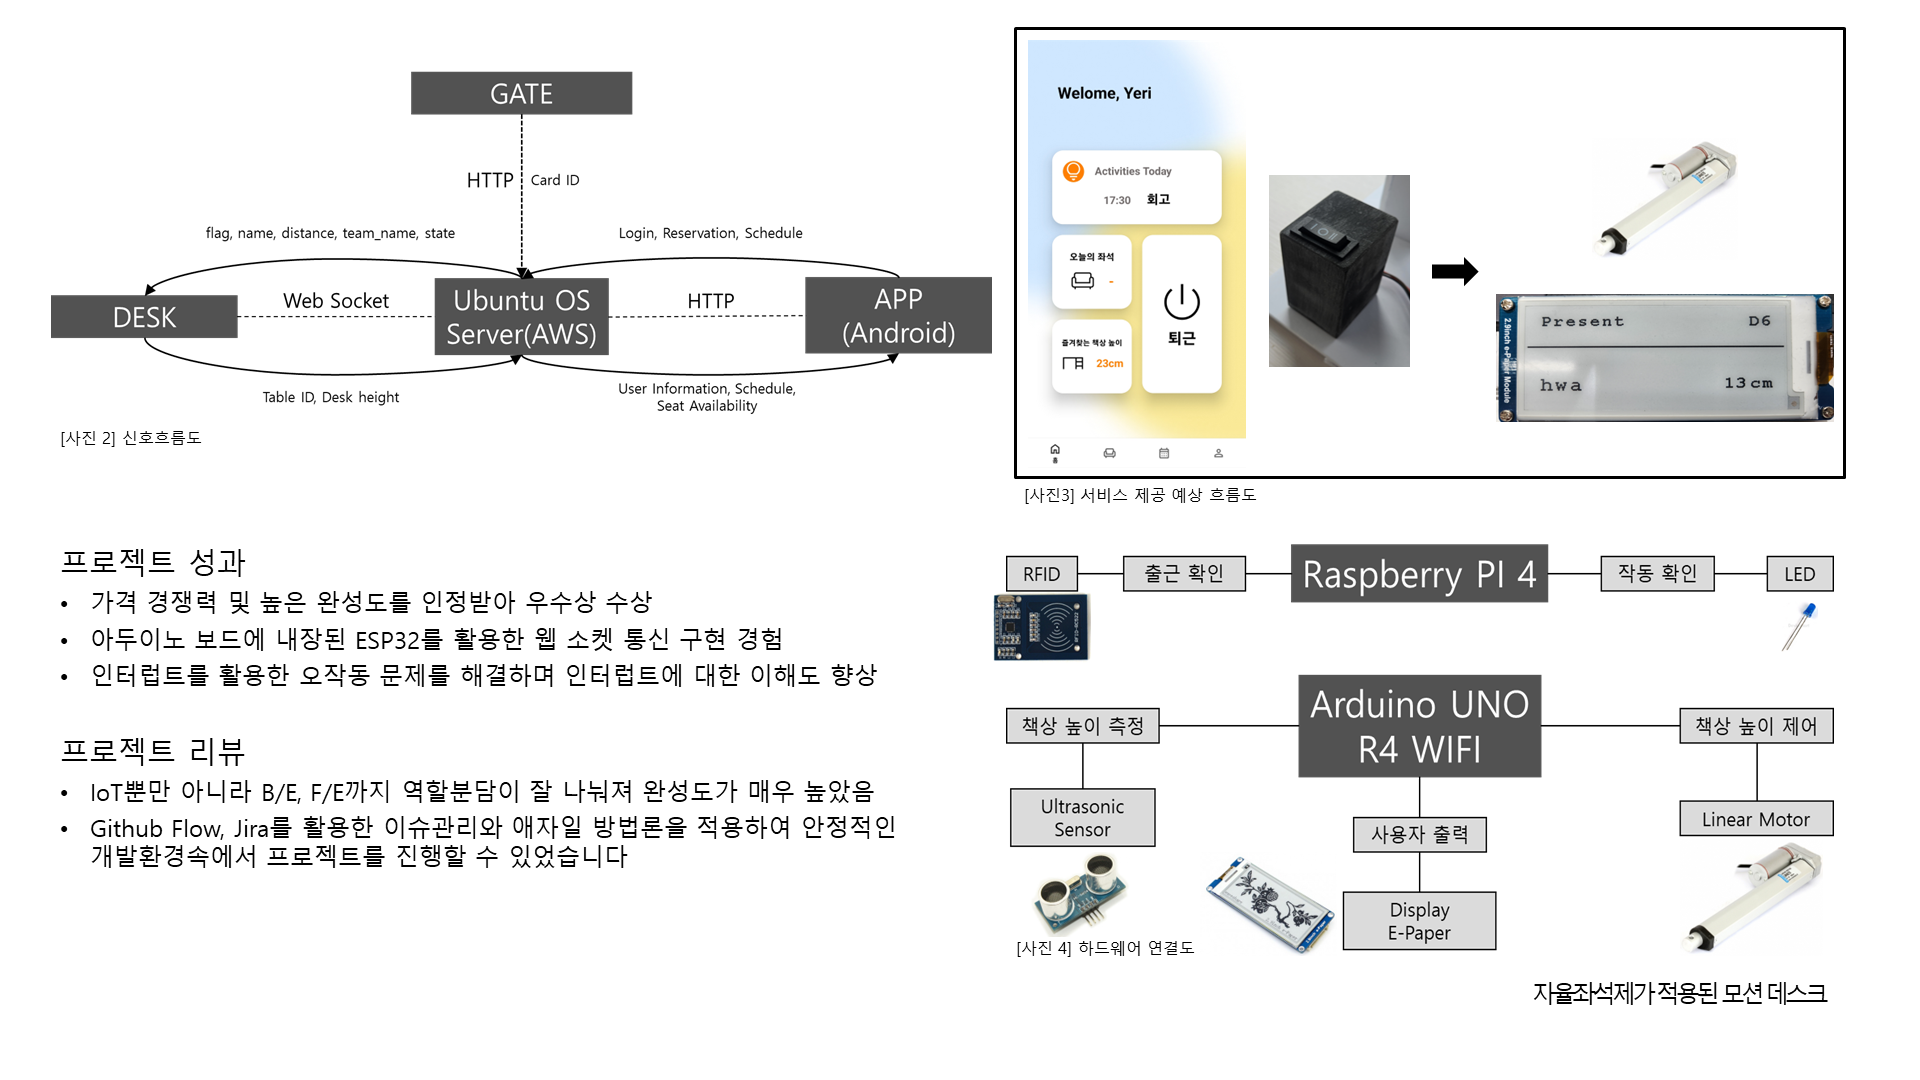 GATE
HTTP
Card ID
flag, name, distance, team_name, state
Login, Reservation, Schedule
DESK
Web Socket
Ubuntu OS
Server(AWS)
HTTP
APP
(Android)
Table ID, Desk height
User Information, Schedule,
Seat Availability
[사진 2] 신호흐름도
Welome, Yeri
Activities Today
17:30 회고
오늘의 좌석
-
즐겨찾는 책상 높이
23cm
퇴근
홈
2.9inch e-Paper Module
Present D6
hwa 13cm
[사진3] 서비스 제공 예상 흐름도
프로젝트 성과
• 가격 경쟁력 및 높은 완성도를 인정받아 우수상 수상
• 아두이노 보드에 내장된 ESP32를 활용한 웹 소켓 통신 구현 경험
• 인터럽트를 활용한 오작동 문제를 해결하며 인터럽트에 대한 이해도 향상
프로젝트 리뷰
• IoT뿐만 아니라 B/E, F/E까지 역할분담이 잘 나눠져 완성도가 매우 높았음
• Github Flow, Jira를 활용한 이슈관리와 애자일 방법론을 적용하여 안정적인
개발환경속에서 프로젝트를 진행할 수 있었습니다
RFID
출근 확인
Raspberry PI 4
작동 확인
LED
RFID-RC522
책상 높이 측정
Arduino UNO
R4 WIFI
책상 높이 제어
Ultrasonic
Sensor
사용자 출력
Linear Motor
Display
E-Paper
[사진 4] 하드웨어 연결도
자율좌석제가 적용된 모션 데스크